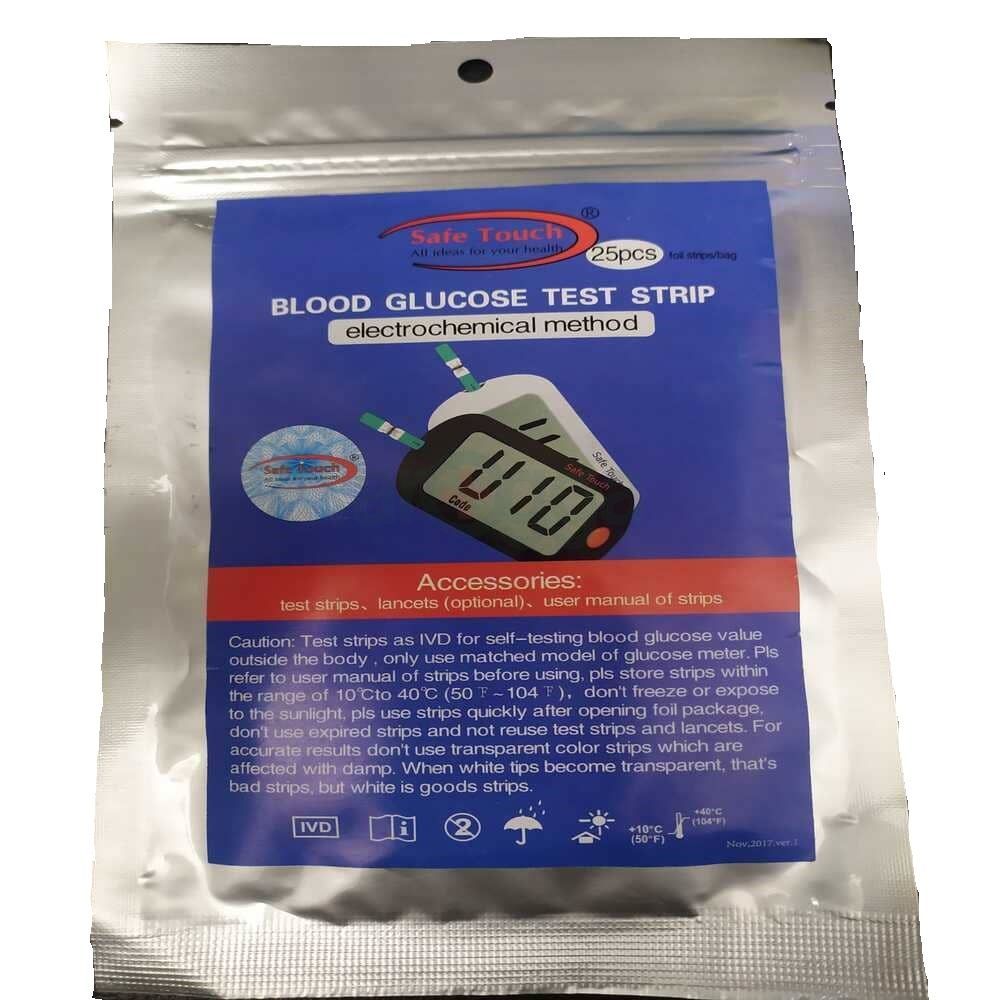 Safe Touch ®
All ideas for your health
25pcs foil strips/bag
BLOOD GLUCOSE TEST STRIP
electrochemical method
Safe Touch
Safe Touch
U10
Code
Safe Touch ®
All ideas for your health
Accessories:
test strips、lancets (optional)、user manual of strips
Caution: Test strips as IVD for self-testing blood glucose value
outside the body , only use matched model of glucose meter. Pls
refer to user manual of strips before using, pls store strips within
the range of 10℃to 40℃ (50 ℉ ~ 104 ℉), don't freeze or expose
to the sunlight, pls use strips quickly after opening foil package,
don't use expired strips and not reuse test strips and lancets. For
accurate results don't use transparent color strips which are
affected with damp. When white tips become transparent, that's
bad strips, but white is goods strips.
IVD
i
2
+10°C
(50°F)
+40°C
(104°F)
Nov,2017,ver.1